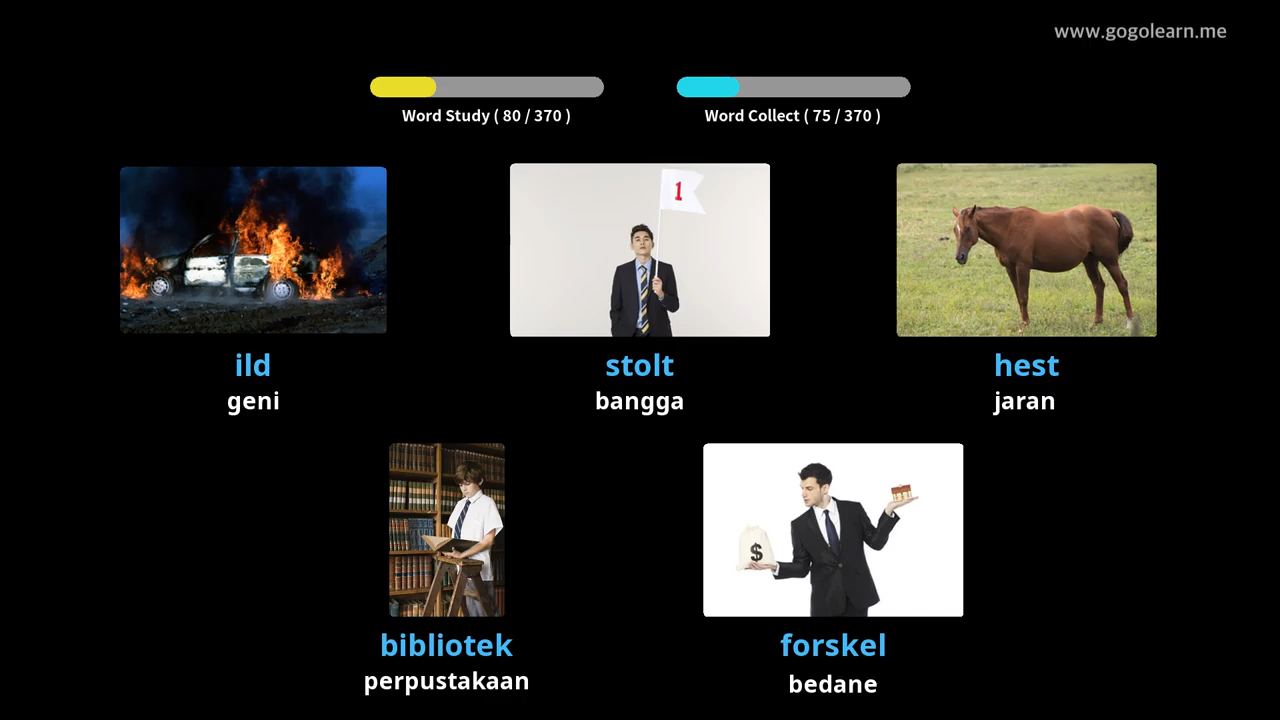 www.gogolearn.me
Word Study ( 80 / 370 )
Word Collect ( 75 / 370 )
1
ild
geni
stolt
bangga
hest
jaran
$
bibliotek
perpustakaan
forskel
bedane